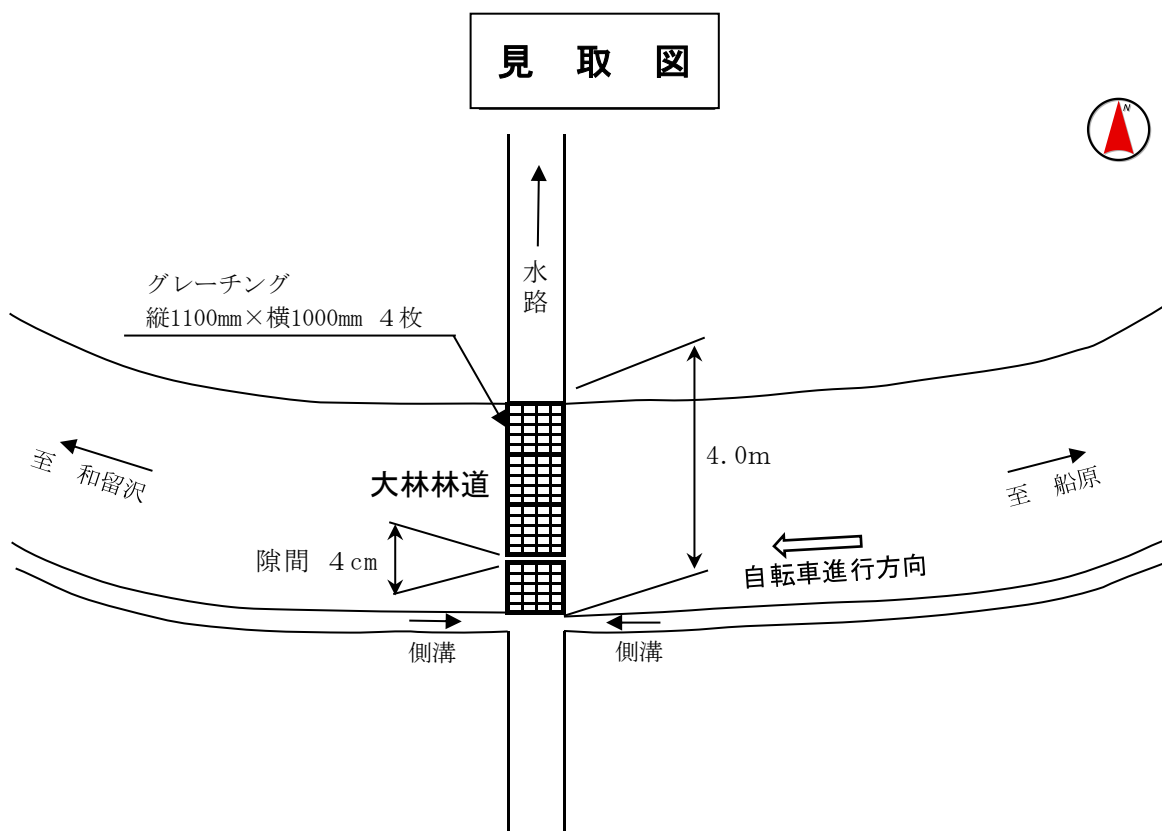 見 取 図
N
水路
グレーチング
縦1100mm×横1000mm ４枚
4.0m
至 和留沢
大林林道
至 船原
隙間 ４cm
自転車進行方向
側溝
側溝